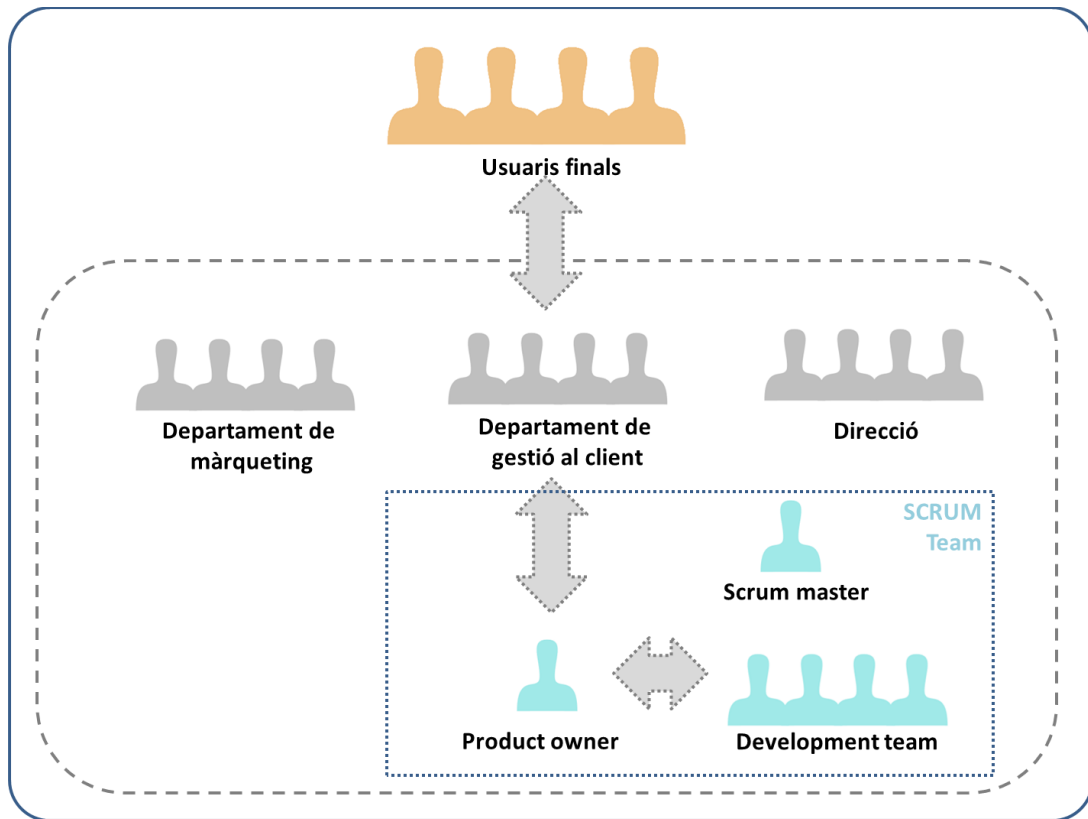 Usuaris finals
Departament de
màrqueting
Departament de
gestió al client
Direcció
SCRUM
Team
Scrum master
Product owner
Development team